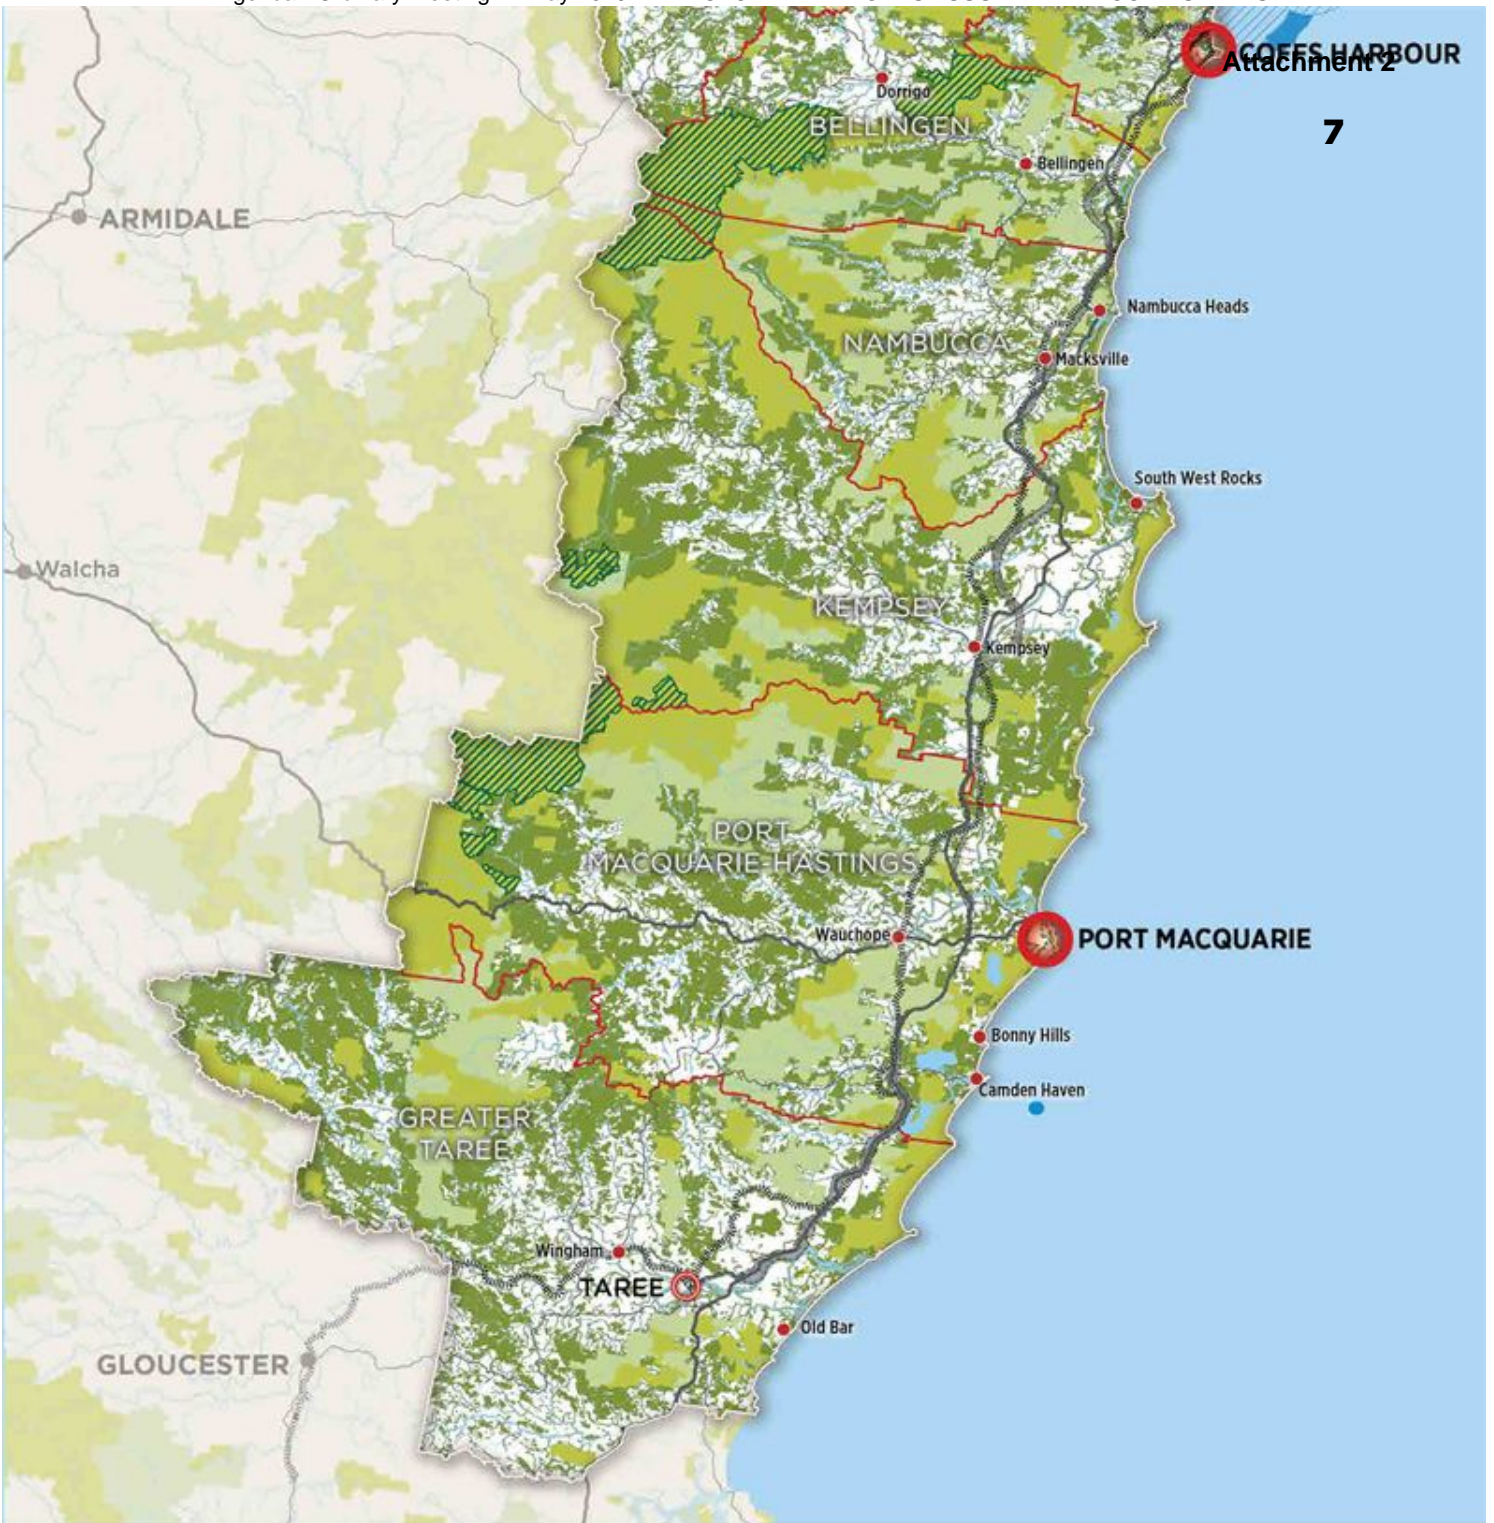 COFFS HARBOUR
Attachment 2
7
Dorrigo
BELLINGEN
Bellingen
ARMIDALE
Nambucca Heads
NAMBUCCA
Macksville
South West Rocks
Walcha
KEMPSEY
Kempsey
PORT
MACQUARIE-HASTINGS
Wauchope
PORT MACQUARIE
Bonny Hills
Camden Haven
GREATER
TAREE
Wingham
TAREE
Old Bar
GLOUCESTER